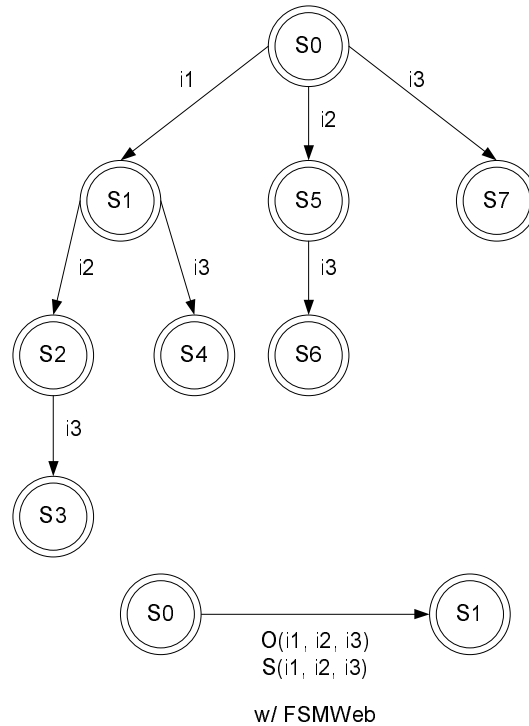 S0
i1
i2
i3
S1
S5
S7
i2
i3
i3
S2
S4
S6
i3
S3
S0
S1
O(i1, i2, i3)
S(i1, i2, i3)
w/ FSMWeb